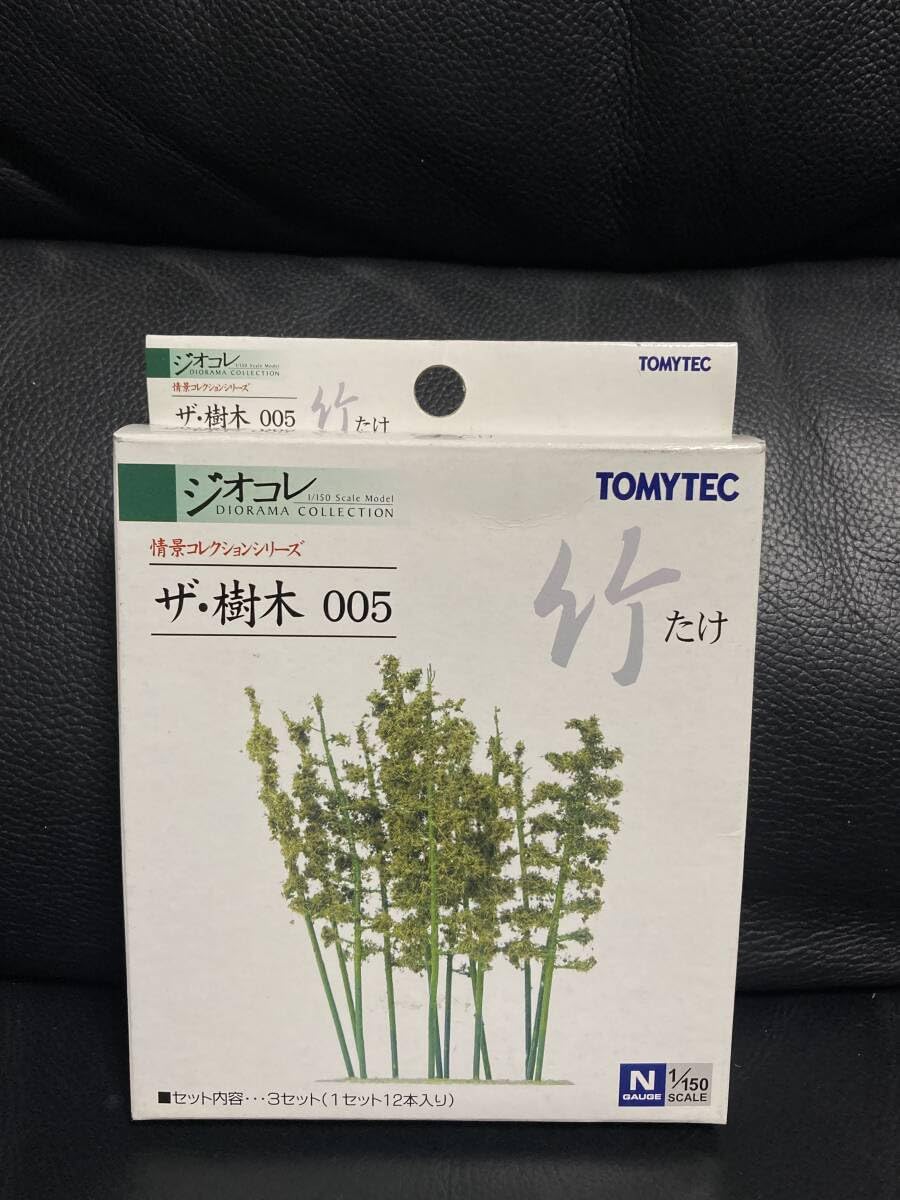 ジオコレ
1/150 Scale Model
DIORAMA COLLECTION
TOMYTEC
情景コレクションシリーズ
ザ・樹木 005
竹 たけ
ジオコレ
1/150 Scale Model
DIORAMA COLLECTION
TOMYTEC
情景コレクションシリーズ
ザ・樹木 005
竹 たけ
■セット内容・・・3セット(1セット12本入り)
N GAUGE
1/150 SCALE